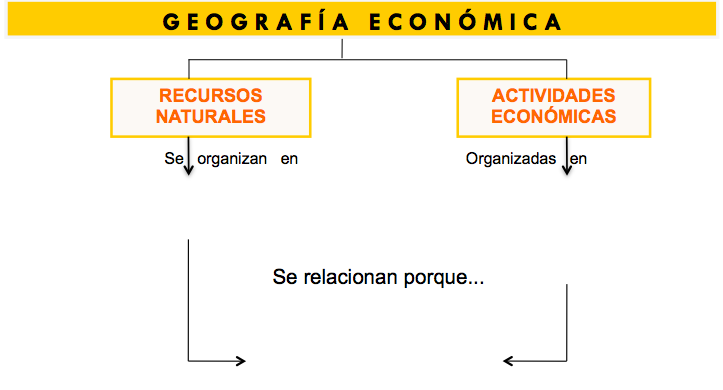 GEOGRAFÍA ECONÓMICA
RECURSOS
NATURALES
ACTIVIDADES
ECONÓMICAS
Se organizan en
Organizadas en
Se relacionan porque...